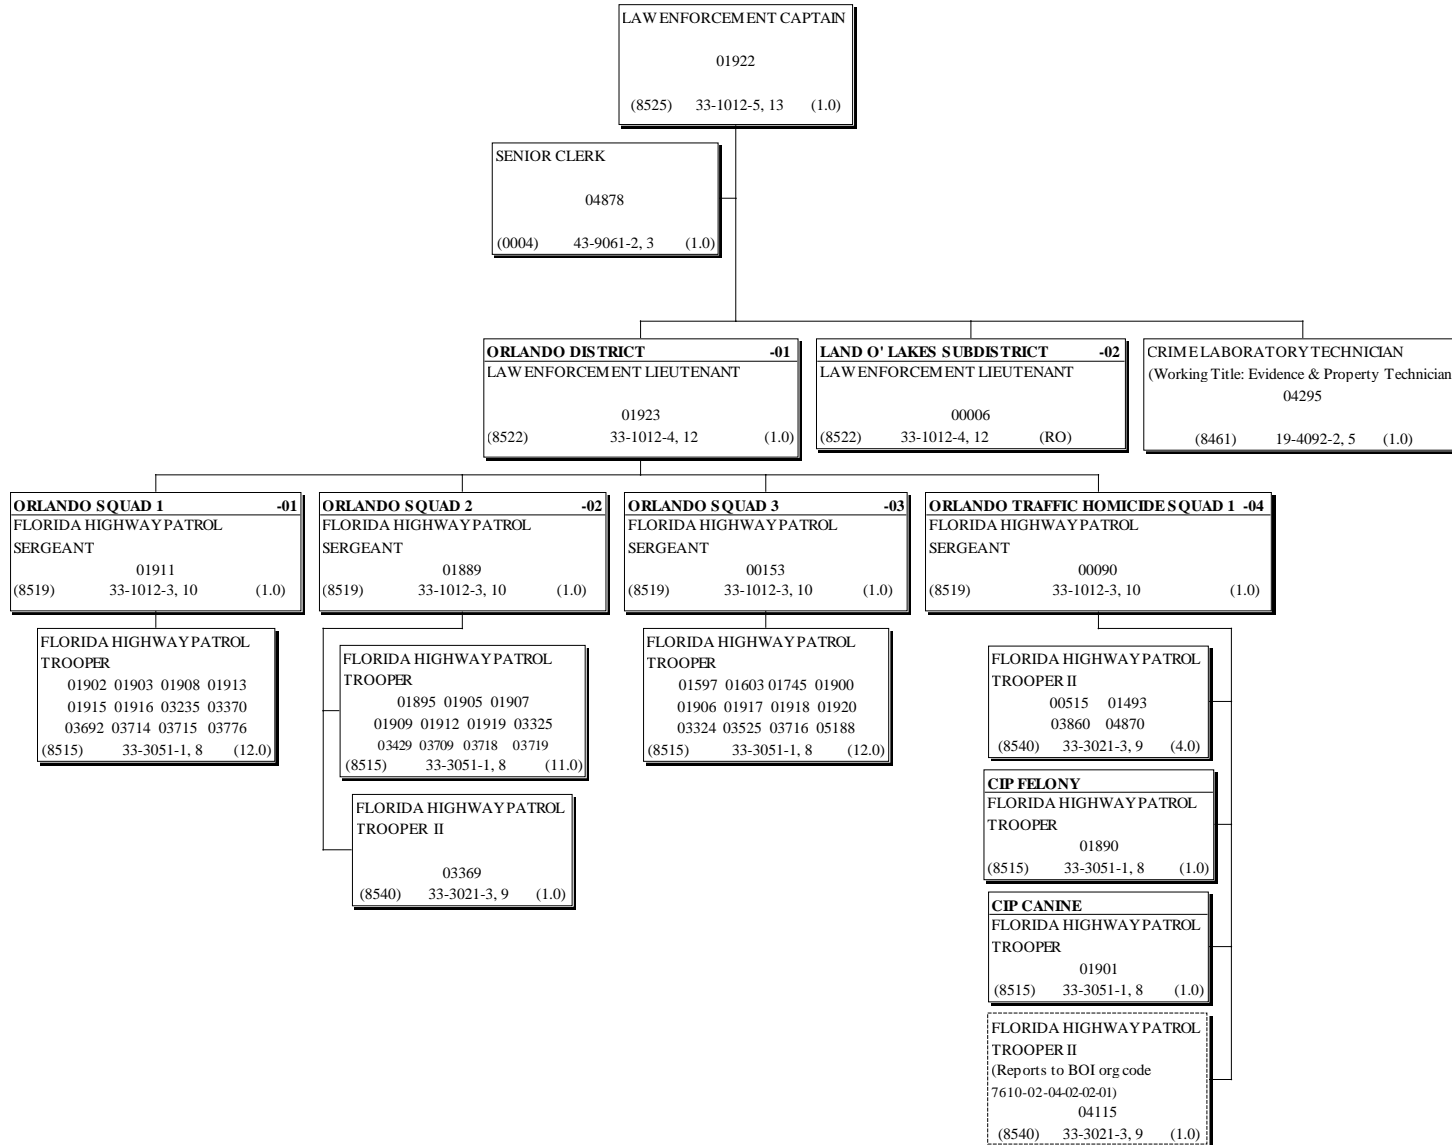 LAW ENFORCEMENT CAPTAIN
01922
(8525) 33-1012-5, 13 (1.0)
SENIOR CLERK
04878
(0004) 43-9061-2, 3 (1.0)
ORLANDO DISTRICT -01
LAW ENFORCEMENT LIEUTENANT
01923
(8522) 33-1012-4, 12 (1.0)
LAND O' LAKES SUBDISTRICT -02
LAW ENFORCEMENT LIEUTENANT
00006
(8522) 33-1012-4, 12 (RO)
CRIME LABORATORY TECHNICIAN
(Working Title: Evidence & Property Technician
04295
(8461) 19-4092-2, 5 (1.0)
ORLANDO SQUAD 1 -01
FLORIDA HIGHWAY PATROL
SERGEANT
01911
(8519) 33-1012-3, 10 (1.0)
FLORIDA HIGHWAY PATROL
TROOPER
01902 01903 01908 01913
01915 01916 03235 03370
03692 03714 03715 03776
(8515) 33-3051-1, 8 (12.0)
ORLANDO SQUAD 2 -02
FLORIDA HIGHWAY PATROL
SERGEANT
01889
(8519) 33-1012-3, 10 (1.0)
FLORIDA HIGHWAY PATROL
TROOPER
01895 01905 01907
01909 01912 01919 03325
03429 03709 03718 03719
(8515) 33-3051-1, 8 (11.0)
FLORIDA HIGHWAY PATROL
TROOPER II
03369
(8540) 33-3021-3, 9 (1.0)
ORLANDO SQUAD 3 -03
FLORIDA HIGHWAY PATROL
SERGEANT
00153
(8519) 33-1012-3, 10 (1.0)
FLORIDA HIGHWAY PATROL
TROOPER
01597 01603 01745 01900
01906 01917 01918 01920
03324 03525 03716 05188
(8515) 33-3051-1, 8 (12.0)
ORLANDO TRAFFIC HOMICIDE SQUAD 1 -04
FLORIDA HIGHWAY PATROL
SERGEANT
00090
(8519) 33-1012-3, 10 (1.0)
FLORIDA HIGHWAY PATROL
TROOPER II
00515 01493
03860 04870
(8540) 33-3021-3, 9 (4.0)
CIP FELONY
FLORIDA HIGHWAY PATROL
TROOPER
01890
(8515) 33-3051-1, 8 (1.0)
CIP CANINE
FLORIDA HIGHWAY PATROL
TROOPER
01901
(8515) 33-3051-1, 8 (1.0)
FLORIDA HIGHWAY PATROL
TROOPER II
(Reports to BOI org code
7610-02-04-02-02-01)
04115
(8540) 33-3021-3, 9 (1.0)